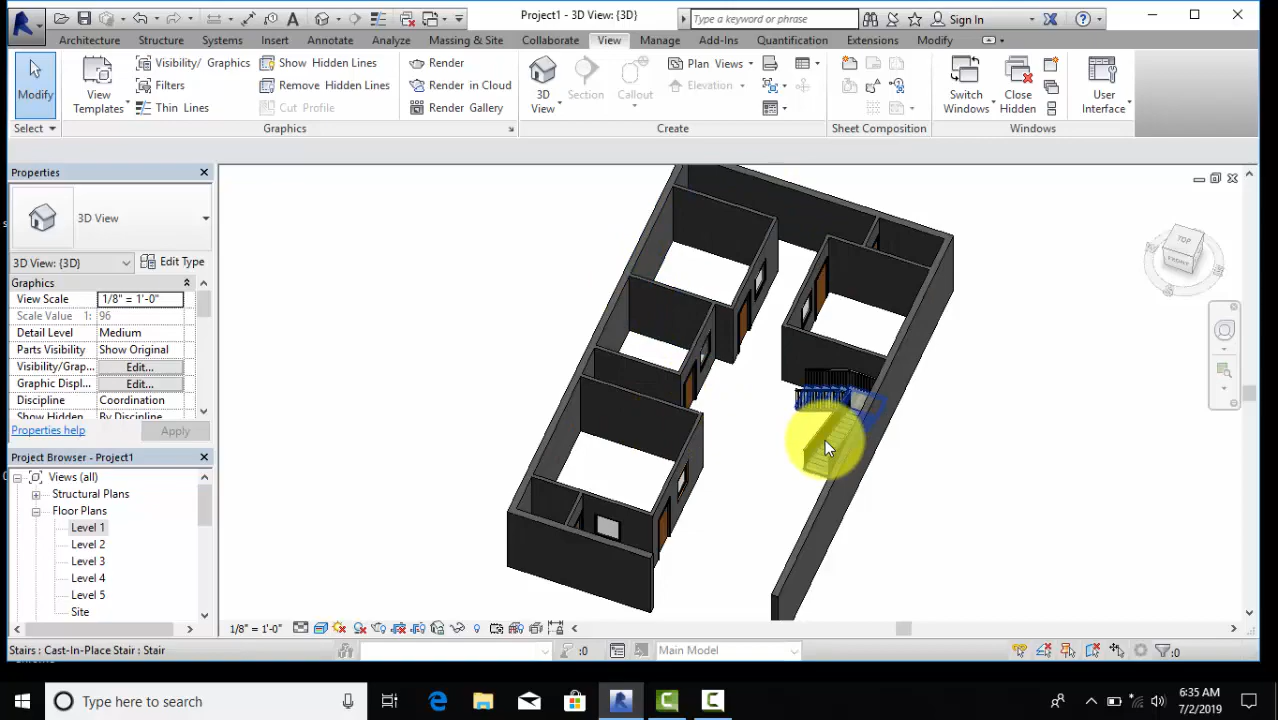 Project1 - 3D View: {3D}
Type a keyword or phrase
Sign In
Architecture Structure Systems Insert Annotate Analyze Massing & Site Collaborate View Manage Add-Ins Quantification Extensions Modify
Modify
View Templates
Visibility/ Graphics
Filters
Thin Lines
Show Hidden Lines
Remove Hidden Lines
Cut Profile
Render
Render in Cloud
Render Gallery
3D View
Section
Callout
Plan Views
Elevation
Switch Windows
Close Hidden
User Interface
Select Graphics Create Sheet Composition Windows
Properties
3D View
3D View: {3D} Edit Type
Graphics
View Scale 1/8" = 1'-0"
Scale Value 1: 96
Detail Level Medium
Parts Visibility Show Original
Visibility/Grap... Edit...
Graphic Displ... Edit...
Discipline Coordination
Show Hidden By Discipline
Properties help Apply
Project Browser - Project1
Views (all)
Structural Plans
Floor Plans
Level 1
Level 2
Level 3
Level 4
Level 5
Site
TOP
1/8" = 1'-0"
Stairs : Cast-In-Place Stair : Stair
:0
Main Model
:0
Type here to search
6:35 AM
7/2/2019